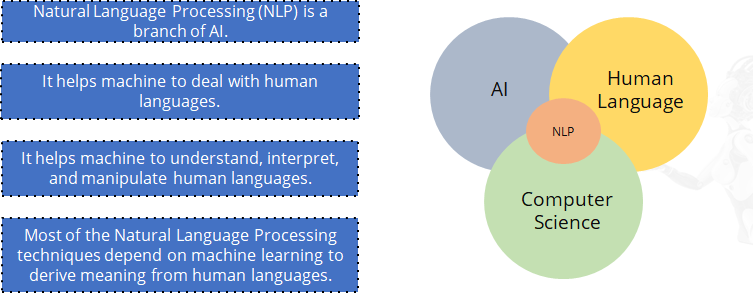 Natural Language Processing (NLP) is a
branch of AI.
It helps machine to deal with human
languages.
It helps machine to understand, interpret,
and manipulate human languages.
Most of the Natural Language Processing
techniques depend on machine learning to
derive meaning from human languages.
AI
Human
Language
NLP
Computer
Science